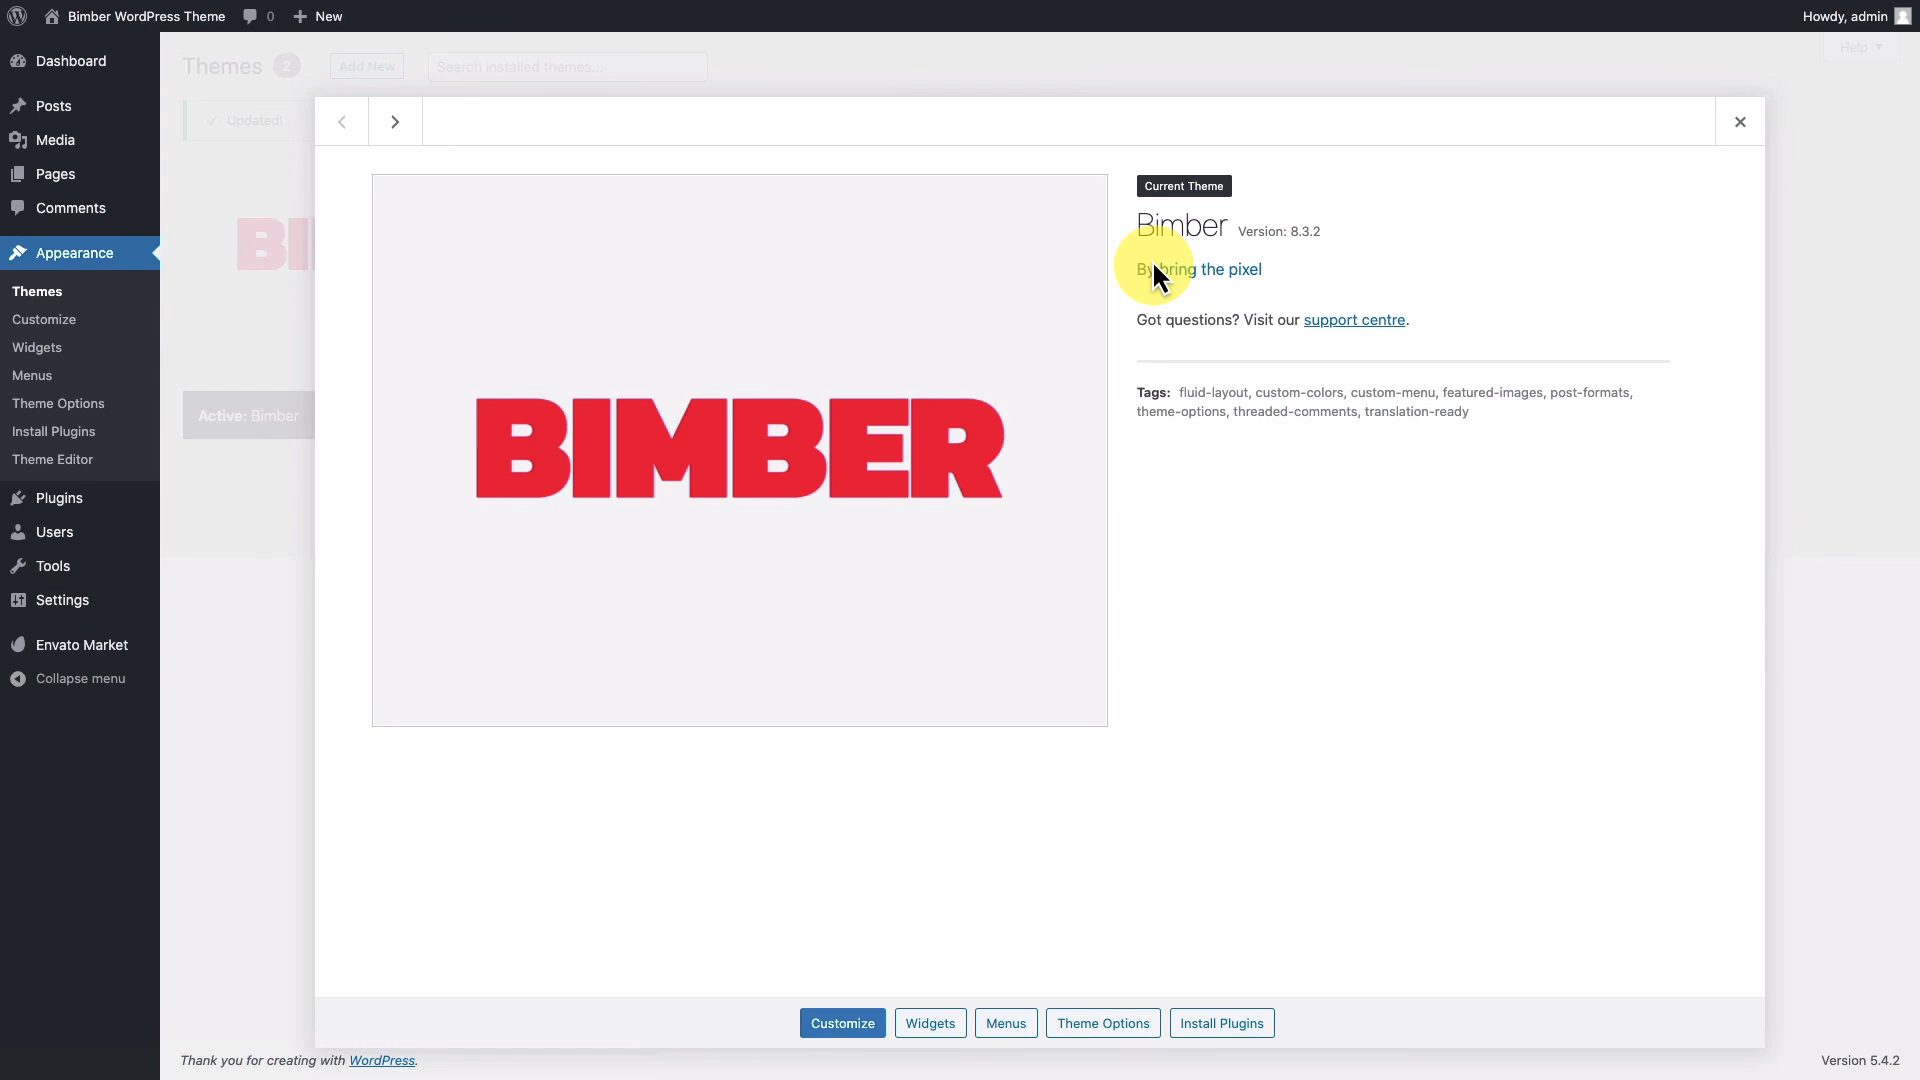 Bimber WordPress Theme 0 New
Howdy, admin
Dashboard
Posts
Media
Pages
Comments
Appearance
Themes
Customize
Widgets
Menus
Theme Options
Install Plugins
Theme Editor
Plugins
Users
Tools
Settings
Envato Market
Collapse menu
Themes 2 Add New Search installed themes...
Help
Updated!
Active: Bimber
BIMBER
Current Theme
Bimber Version: 8.3.2
By bring the pixel
Got questions? Visit our support centre.
Tags: fluid-layout, custom-colors, custom-menu, featured-images, post-formats,
theme-options, threaded-comments, translation-ready
Customize Widgets Menus Theme Options Install Plugins
Thank you for creating with WordPress.
Version 5.4.2